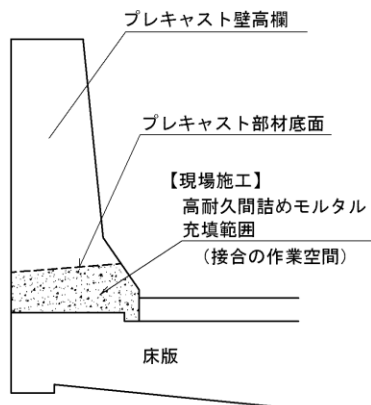 プレキャスト壁高欄
プレキャスト部材底面
【現場施工】
高耐久間詰めモルタル
充填範囲
(接合の作業空間)
床版